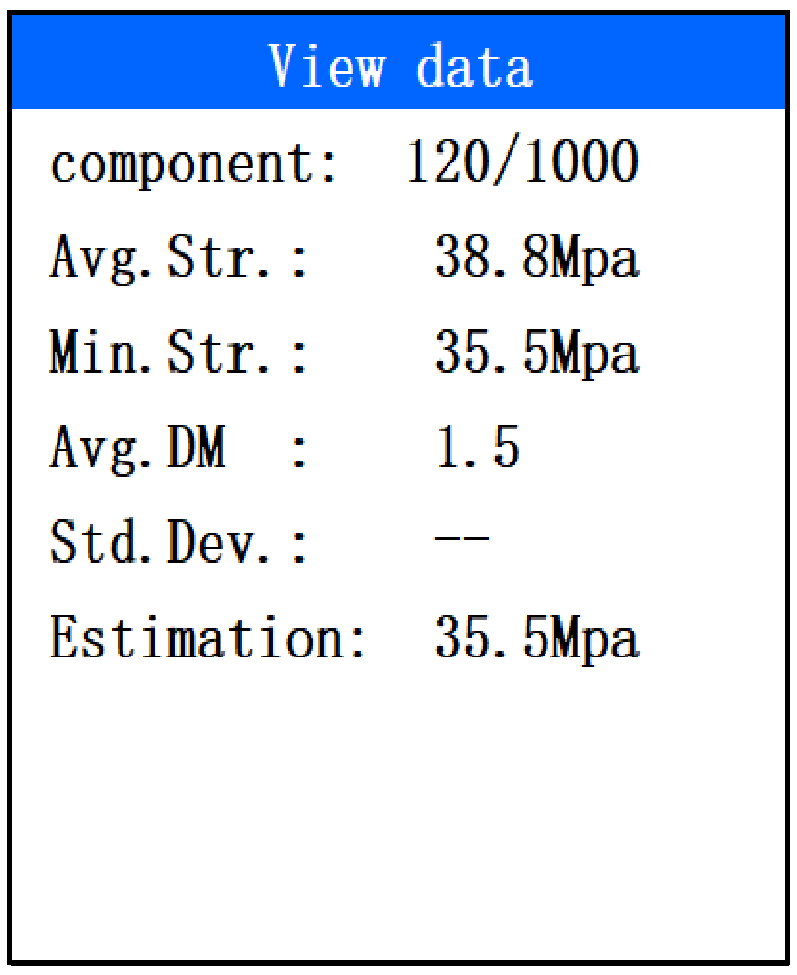 View data
component: 120/1000
Avg.Str.: 38.8Mpa
Min.Str.: 35.5Mpa
Avg.DM : 1.5
Std.Dev.: --
Estimation: 35.5Mpa